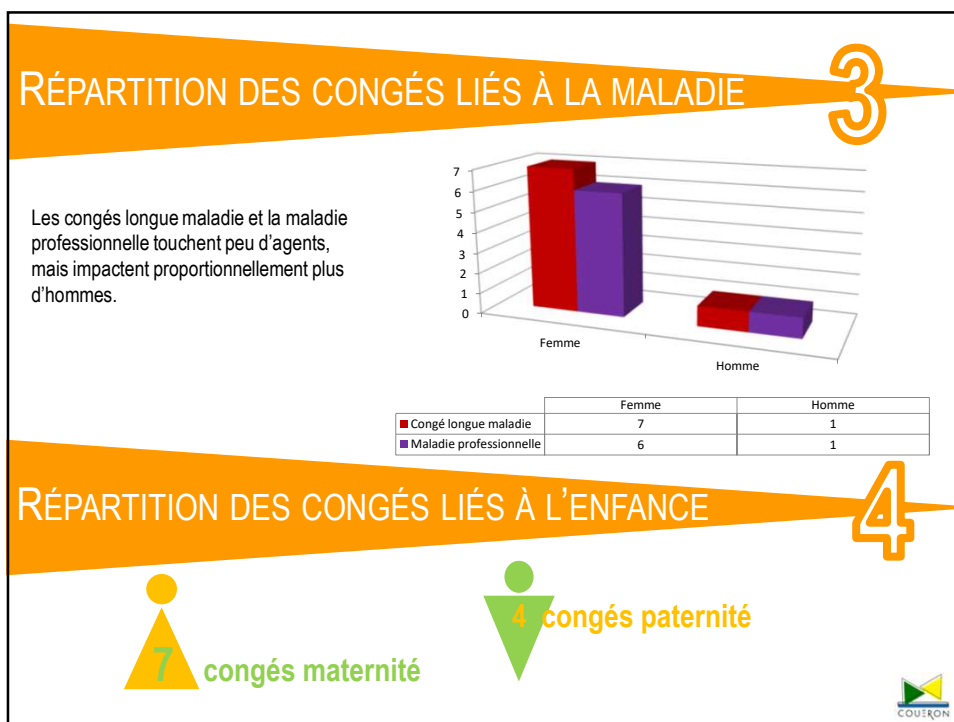 RÉPARTITION DES CONGÉS LIÉS À LA MALADIE
3
Les congés longue maladie et la maladie
professionnelle touchent peu d'agents,
mais impactent proportionnellement plus
d'hommes.
7
6
5
4
3
2
1
0
Femme
Homme
Femme Homme
Congé longue maladie 7 1
Maladie professionnelle 6 1
RÉPARTITION DES CONGÉS LIÉS À L'ENFANCE
4
4 congés paternité
7 congés maternité
COUËRON